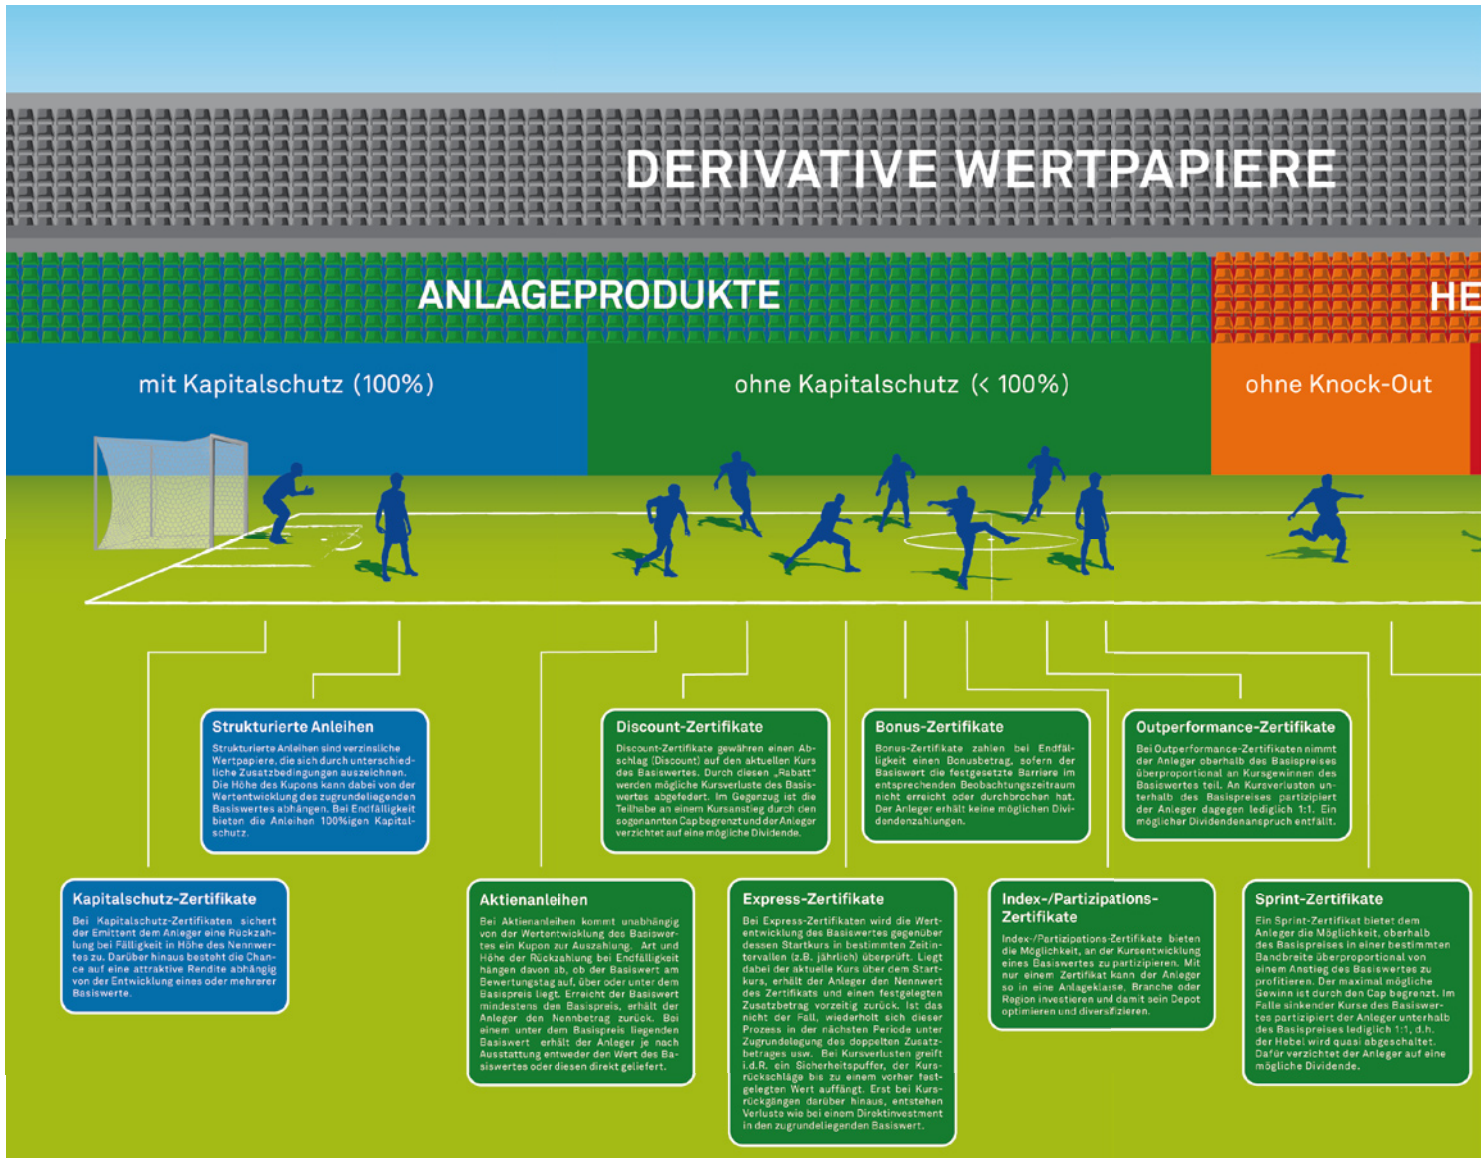 DERIVATIVE WERTPAPIERE
ANLAGEPRODUKTE
HE
mit Kapitalschutz (100%)
ohne Kapitalschutz (< 100%)
ohne Knock-Out
Strukturierte Anleihen
Strukturierte Anleihen sind verzinsliche
Wertpapiere, die sich durch unterschied-
liche Zusatzbedingungen auszeichnen.
Die Höhe des Kupons kann dabei von der
Wertentwicklung des zugrundeliegenden
Basiswertes abhängen. Bei Endfälligkeit
bieten die Anleihen 100%igen Kapital-
schutz.
Discount-Zertifikate
Discount-Zertifikate gewähren einen Ab-
schlag (Discount) auf den aktuellen Kurs
des Basiswertes. Durch diesen „Rabatt“
werden mögliche Kursverluste des Basis-
wertes abgefedert. Im Gegenzug ist die
Teilhabe an einem Kursanstieg durch den
sogenannten Cap begrenzt und der Anleger
verzichtet auf eine mögliche Dividende.
Bonus-Zertifikate
Bonus-Zertifikate zahlen bei Endfäl-
ligkeit einen Bonusbetrag, sofern der
Basiswert die festgesetzte Barriere im
entsprechenden Beobachtungszeitraum
nicht erreicht oder durchbrochen hat.
Der Anleger erhält keine möglichen Divi-
dendenzahlungen.
Outperformance-Zertifikate
Bei Outperformance-Zertifikaten nimmt
der Anleger oberhalb des Basispreises
überproportional an Kursgewinnen des
Basiswertes teil. An Kursverlusten un-
terhalb des Basispreises partizipiert
der Anleger dagegen lediglich 1:1. Ein
möglicher Dividendenanspruch entfällt.
Kapitalschutz-Zertifikate
Bei Kapitalschutz-Zertifikaten sichert
der Emittent dem Anleger eine Rückzah-
lung bei Fälligkeit in Höhe des Nennwer-
tes zu. Darüber hinaus besteht die Chan-
ce auf eine attraktive Rendite abhängig
von der Entwicklung eines oder mehrerer
Basiswerte.
Aktienanleihen
Bei Aktienanleihen kommt unabhängig
von der Wertentwicklung des Basiswer-
tes ein Kupon zur Auszahlung. Art und
Höhe der Rückzahlung bei Endfälligkeit
hängen davon ab, ob der Basiswert am
Bewertungstag auf, über oder unter dem
Basispreis liegt. Erreicht der Basiswert
mindestens den Basispreis, erhält der
Anleger den Nennbetrag zurück. Bei
einem unter dem Basispreis liegenden
Basiswert erhält der Anleger je nach
Ausstattung entweder den Wert des Ba-
siswertes oder diesen direkt geliefert.
Express-Zertifikate
Bei Express-Zertifikaten wird die Wert-
entwicklung des Basiswertes gegenüber
dessen Startkurs in bestimmten Zeitin-
tervallen (z.B. jährlich) überprüft. Liegt
dabei der aktuelle Kurs über dem Start-
kurs, erhält der Anleger den Nennwert
des Zertifikats und einen festgelegten
Zusatzbetrag vorzeitig zurück. Ist das
nicht der Fall, wiederholt sich dieser
Prozess in der nächsten Periode unter
Zugrundelegung des doppelten Zusatz-
betrages usw. Bei Kursverlusten greift
i.d.R. ein Sicherheitspuffer, der Kurs-
rückschläge bis zu einem vorher fest-
gelegten Wert auffängt. Erst bei Kurs-
rückgängen darüber hinaus, entstehen
Verluste wie bei einem Direktinvestment
in den zugrundeliegenden Basiswert.
Index-/Partizipations-
Zertifikate
Index-/Partizipations-Zertifikate bieten
die Möglichkeit, an der Kursentwicklung
eines Basiswertes zu partizipieren. Mit
nur einem Zertifikat kann der Anleger
so in eine Anlageklasse, Branche oder
Region investieren und damit sein Depot
optimieren und diversifizieren.
Sprint-Zertifikate
Ein Sprint-Zertifikat bietet dem
Anleger die Möglichkeit, oberhalb
des Basispreises in einer bestimmten
Bandbreite überproportional von
einem Anstieg des Basiswertes zu
profitieren. Der maximal mögliche
Gewinn ist durch den Cap begrenzt. Im
Falle sinkender Kurse des Basiswer-
tes partizipiert der Anleger unterhalb
des Basispreises lediglich 1:1, d.h.
der Hebel wird quasi abgeschaltet.
Dafür verzichtet der Anleger auf eine
mögliche Dividende.